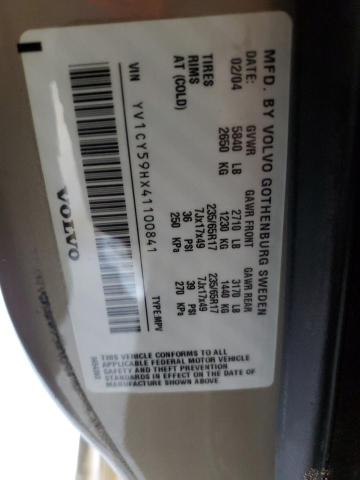 MFD. BY VOLVO GOTHENBURG SWEDEN
DATE: GVWR GAWR FRONT GAWR REAR
02/04 5840 LB 2710 LB 3170 LB
2650 KG 1230 KG 1440 KG
TIRES 235/65R17 235/65R17
RIMS 7Jx17x49 7Jx17x49
AT (COLD) 36 PSI 39 PSI
250 KPa 270 KPa
VIN YV1CY59HX41100841 TYPE:MPV
VOLVO
THIS VEHICLE CONFORMS TO ALL
APPLICABLE FEDERAL MOTOR VEHICLE
SAFETY AND THEFT PREVENTION
STANDARDS IN EFFECT ON THE DATE OF
MANUFACTURE SHOWN ABOVE